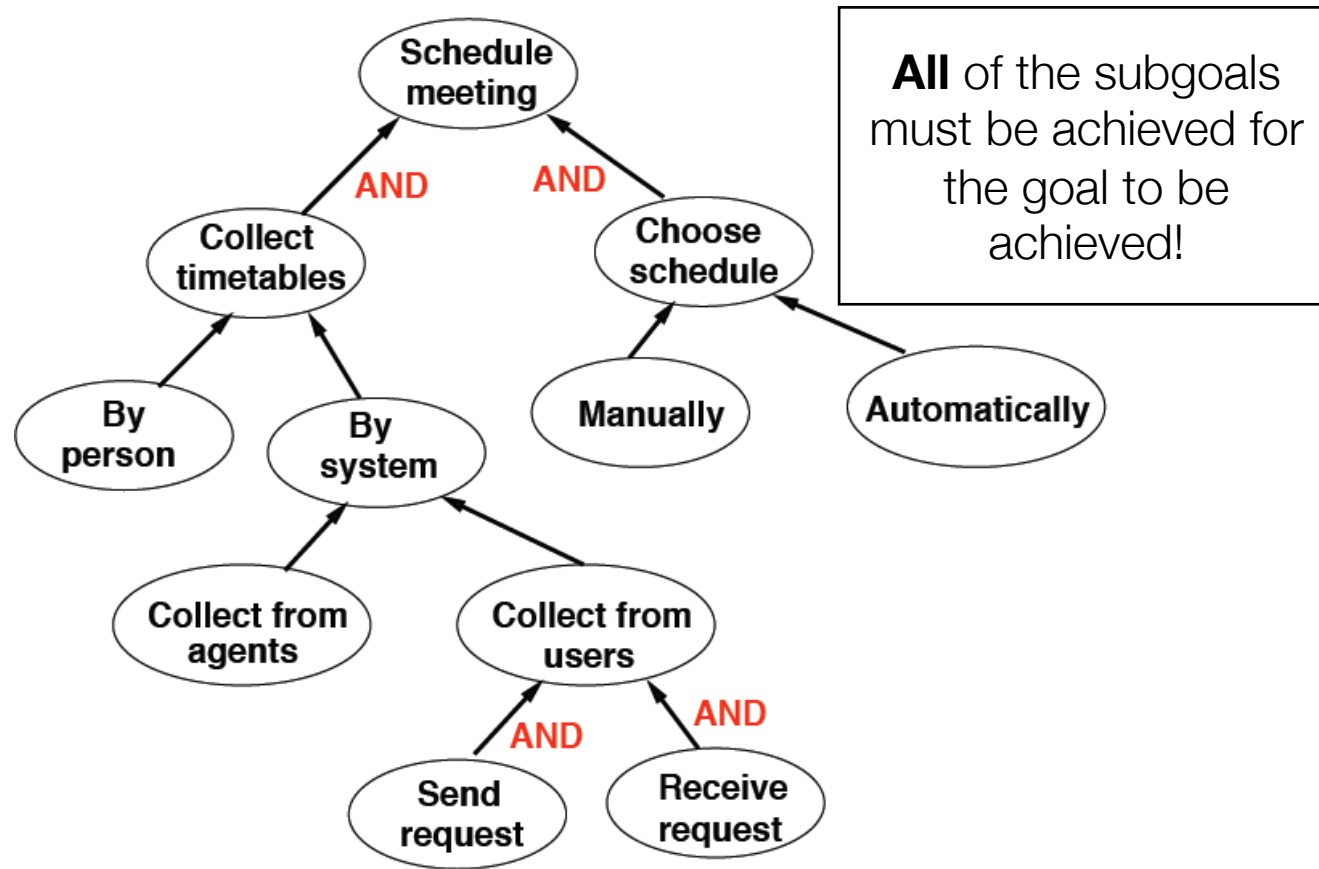 Schedule
meeting
All of the subgoals
must be achieved for
the goal to be
achieved!
AND
AND
Collect
timetables
Choose
schedule
By
person
By
system
Manually
Automatically
Collect from
agents
Collect from
users
AND
AND
Send
request
Receive
request